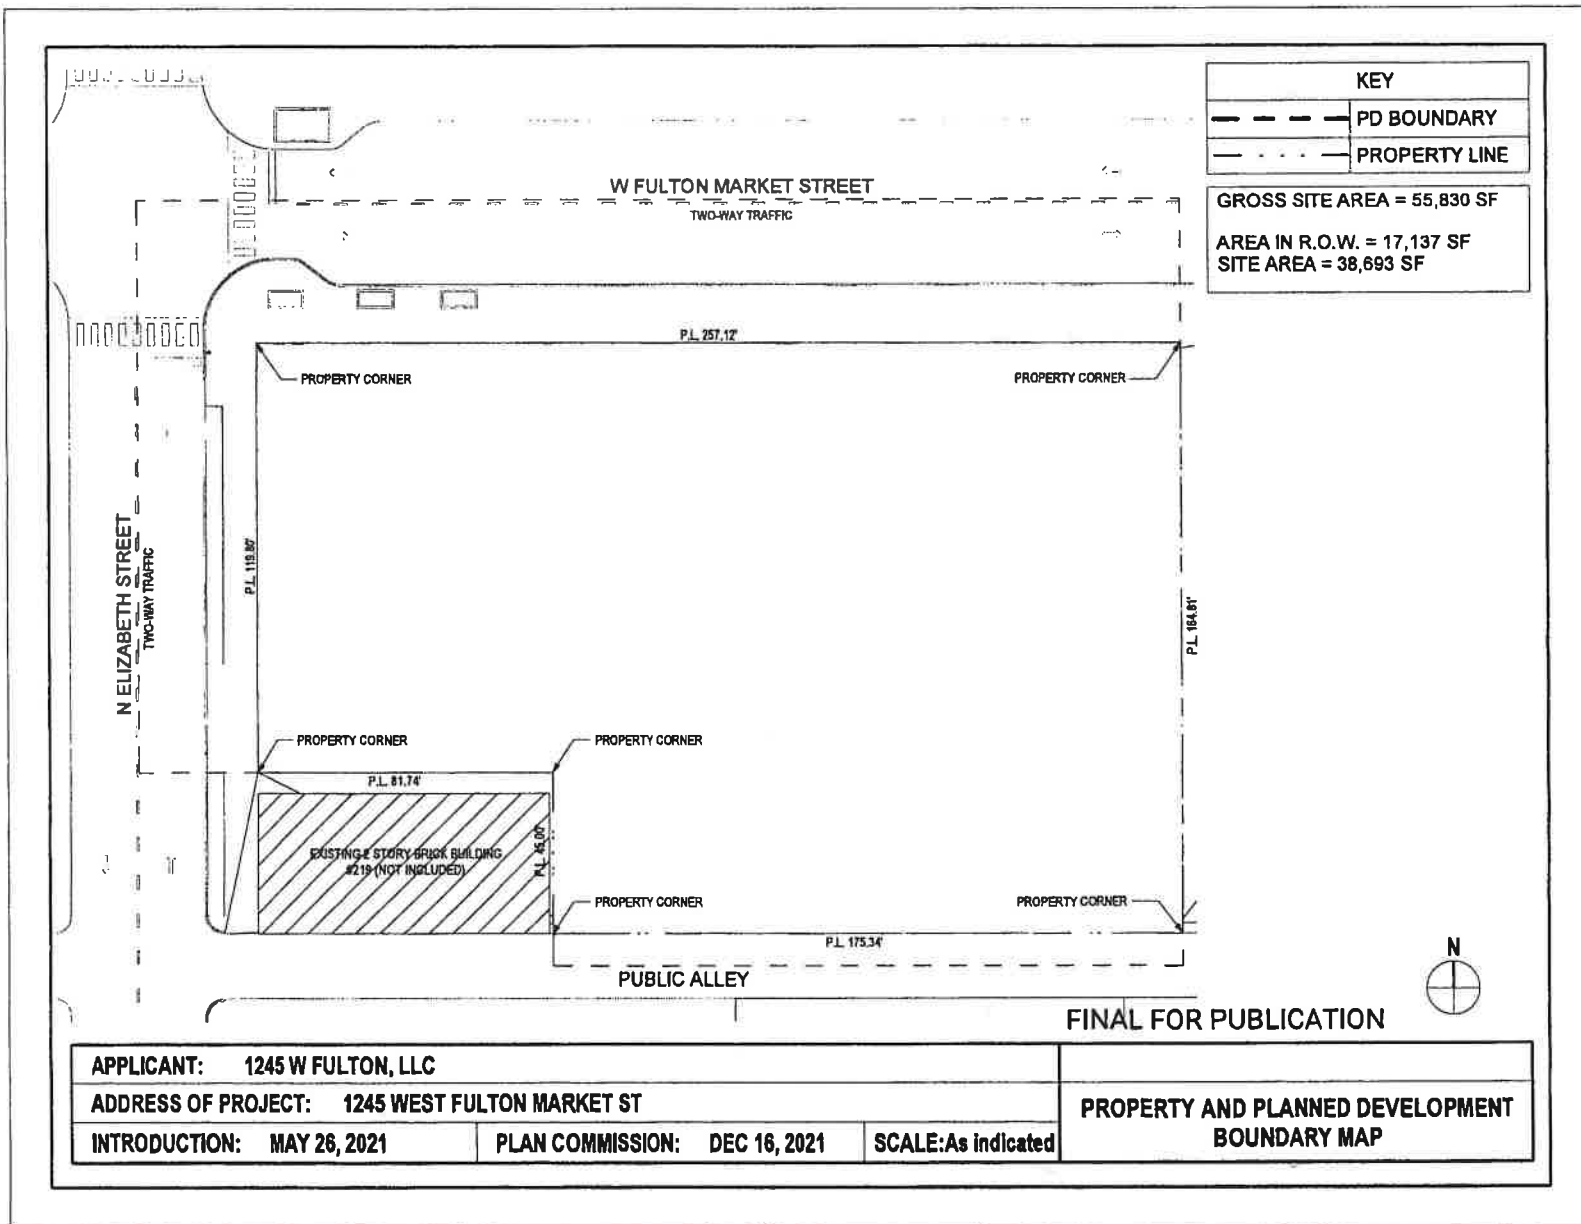 KEY
PD BOUNDARY
PROPERTY LINE
GROSS SITE AREA = 55,830 SF
AREA IN R.O.W. = 17,137 SF
SITE AREA = 38,693 SF
W FULTON MARKET STREET
TWO-WAY TRAFFIC
P.L. 257.12'
PROPERTY CORNER
PROPERTY CORNER
N ELIZABETH STREET
TWO-WAY TRAFFIC
P.L. 119.80'
P.L. 164.81'
PROPERTY CORNER
PROPERTY CORNER
P.L. 81.74'
EXISTING 2 STORY BRICK BUILDING
#219 (NOT INCLUDED)
P.L. 45.00'
PROPERTY CORNER
PROPERTY CORNER
P.L. 175.34'
PUBLIC ALLEY
N
FINAL FOR PUBLICATION
APPLICANT: 1245 W FULTON, LLC
ADDRESS OF PROJECT: 1245 WEST FULTON MARKET ST
INTRODUCTION: MAY 26, 2021
PLAN COMMISSION: DEC 16, 2021
SCALE:As indicated
PROPERTY AND PLANNED DEVELOPMENT
BOUNDARY MAP